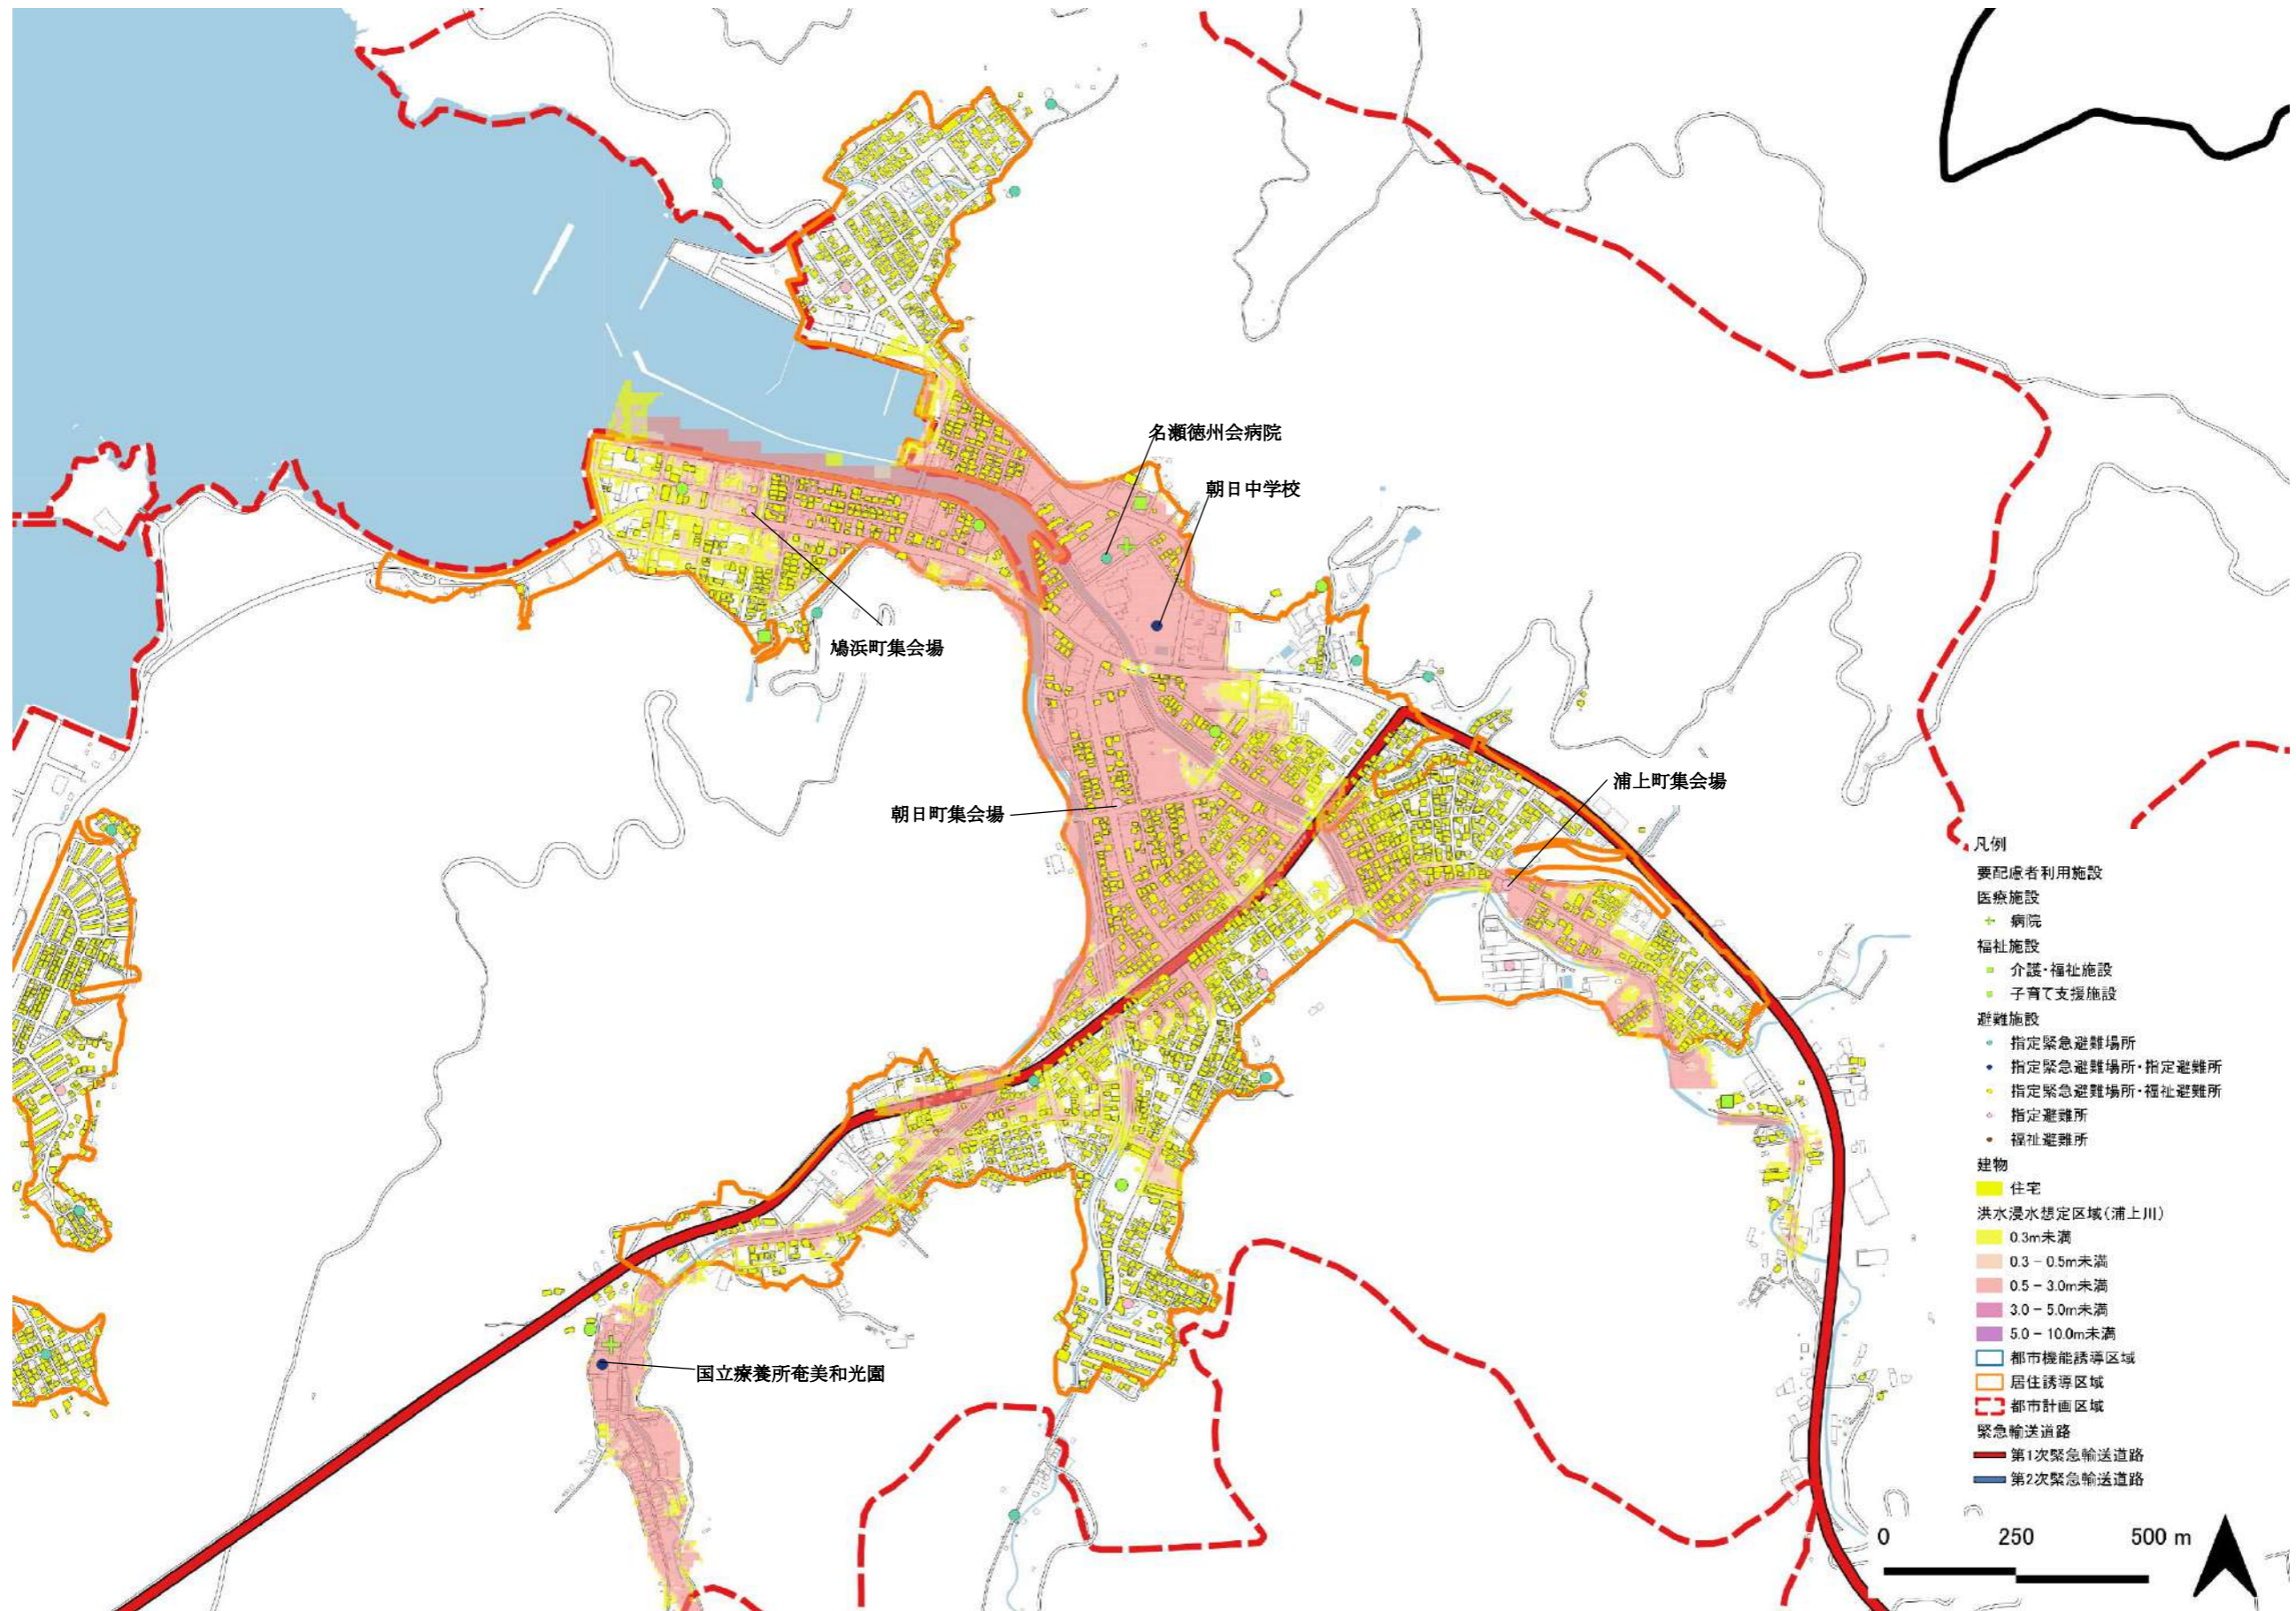 名瀬徳州会病院
朝日中学校
鳩浜町集会場
朝日町集会場
浦上町集会場
国立療養所奄美和光園
凡例
要配慮者利用施設
医療施設
病院
福祉施設
介護・福祉施設
子育て支援施設
避難施設
指定緊急避難場所
指定緊急避難場所・指定避難所
指定緊急避難場所・福祉避難所
指定避難所
福祉避難所
建物
住宅
洪水浸水想定区域(浦上川)
0.3m未満
0.3 - 0.5m未満
0.5 - 3.0m未満
3.0 - 5.0m未満
5.0 - 10.0m未満
都市機能誘導区域
居住誘導区域
都市計画区域
緊急輸送道路
第1次緊急輸送道路
第2次緊急輸送道路
0 250 500 m